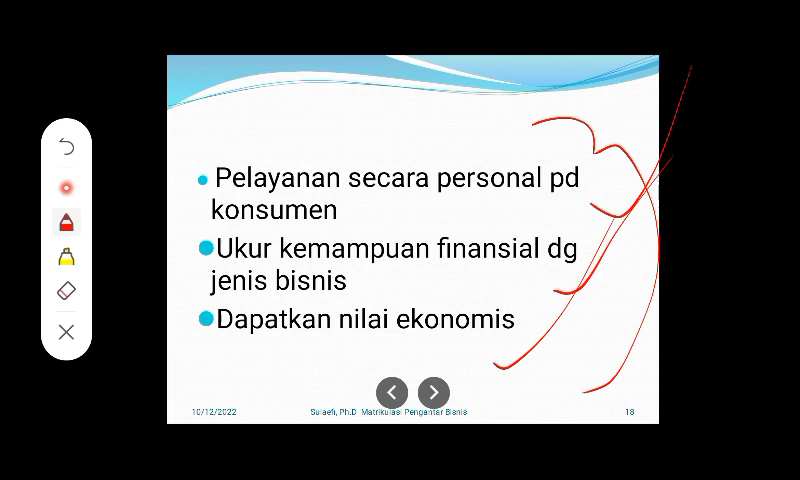 Pelayanan secara personal pd
konsumen
Ukur kemampuan finansial dg
jenis bisnis
Dapatkan nilai ekonomis
10/12/2022
Sulaefi, Ph.D Matrikulasi Pengantar Bisnis
18